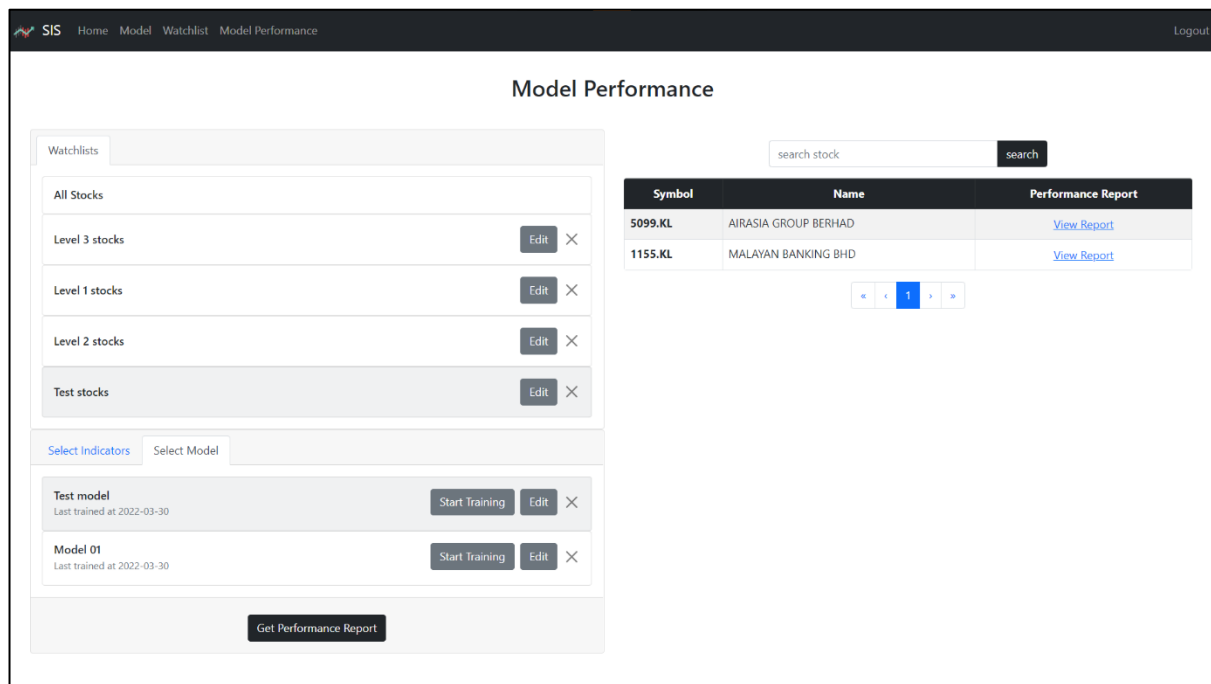 SIS Home Model Watchlist Model Performance Logout
Model Performance
Watchlists
All Stocks
Level 3 stocks Edit
Level 1 stocks Edit
Level 2 stocks Edit
Test stocks Edit
Select Indicators Select Model
Test model
Last trained at 2022-03-30
Start Training Edit
Model 01
Last trained at 2022-03-30
Start Training Edit
Get Performance Report
search stock search
Symbol Name Performance Report
5099.KL AIRASIA GROUP BERHAD View Report
1155.KL MALAYAN BANKING BHD View Report
« ‹ 1 › »